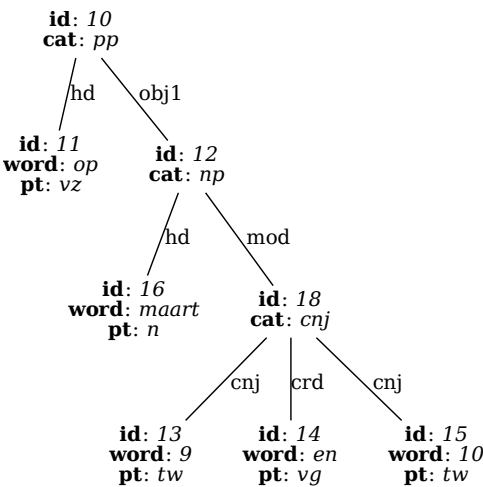 id: 10
cat: pp
hd
obj1
id: 11
word: op
pt: vz
id: 12
cat: np
hd
mod
id: 16
word: maart
pt: n
id: 18
cat: cnj
cnj
crd
cnj
id: 13
word: 9
pt: tw
id: 14
word: en
pt: vg
id: 15
word: 10
pt: tw